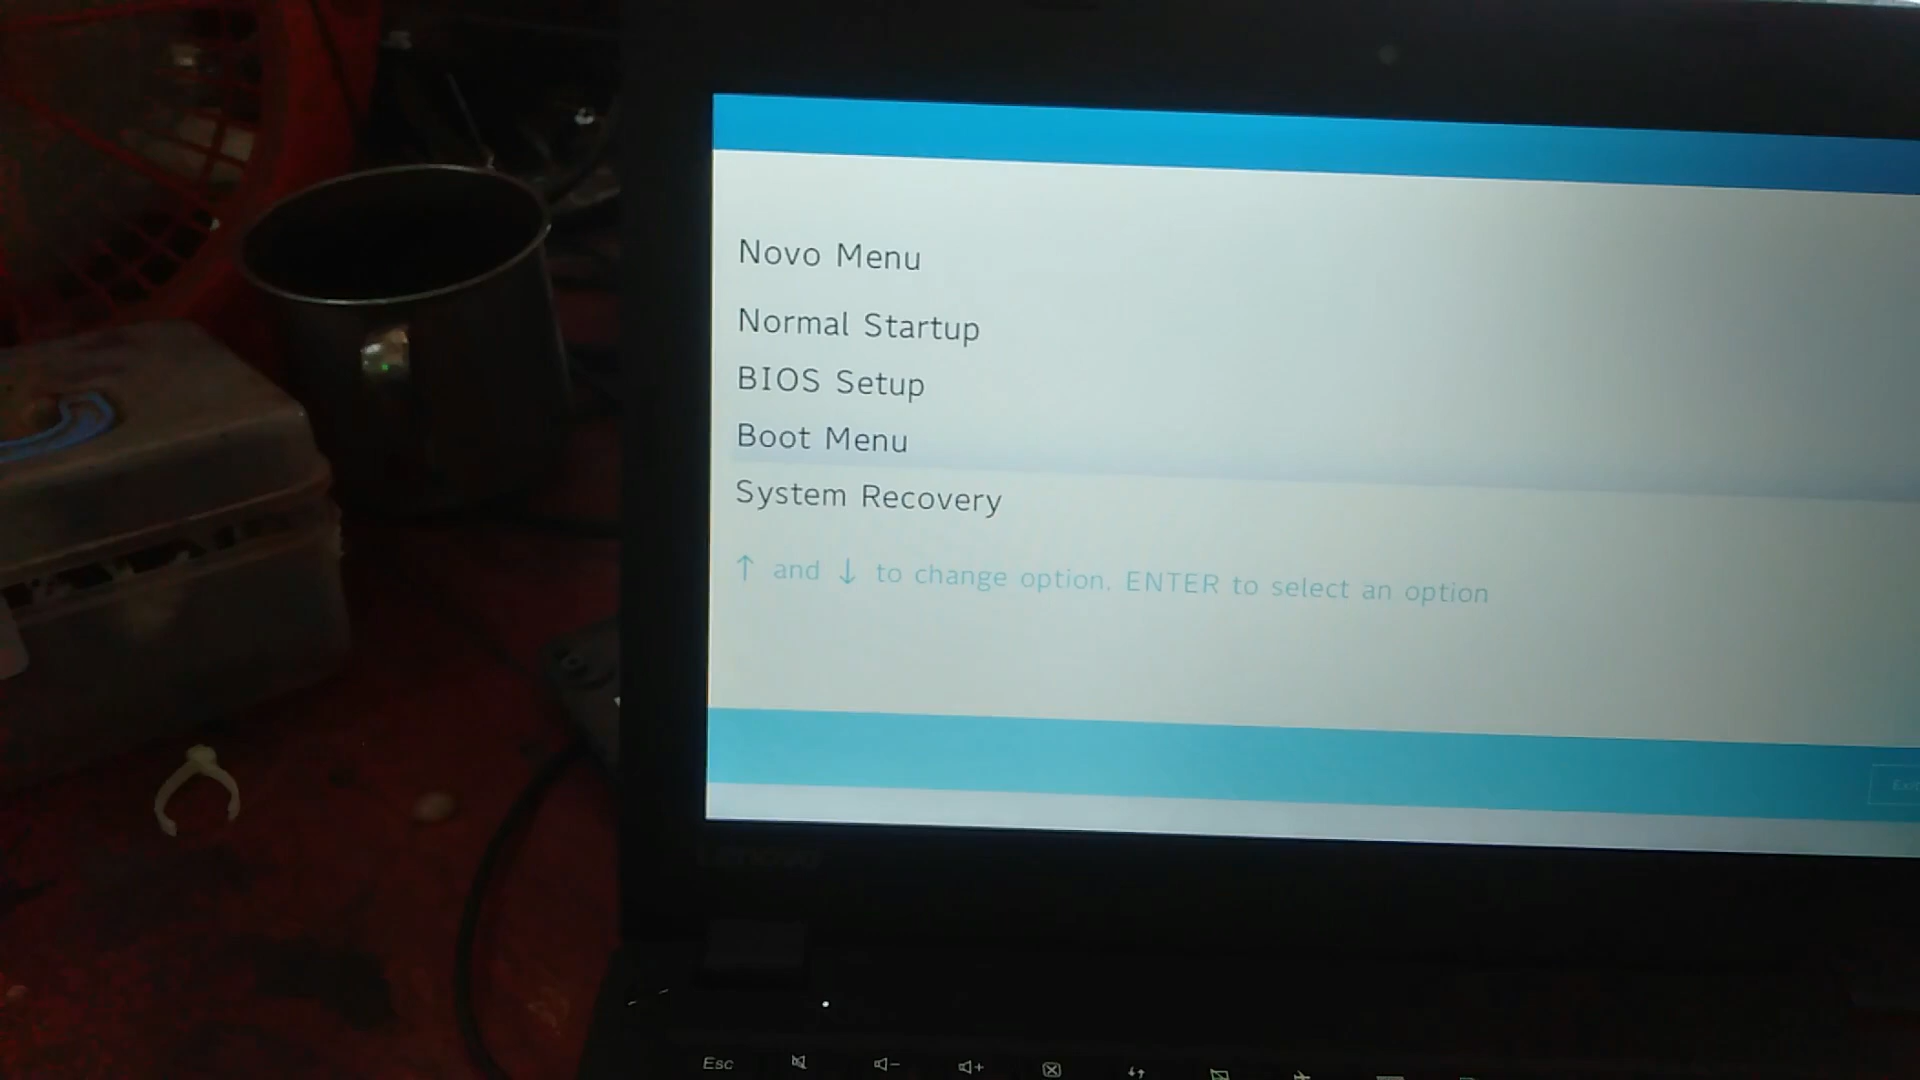 Novo Menu
Normal Startup
BIOS Setup
Boot Menu
System Recovery
↑ and ↓ to change option. ENTER to select an option
Lenovo
Esc